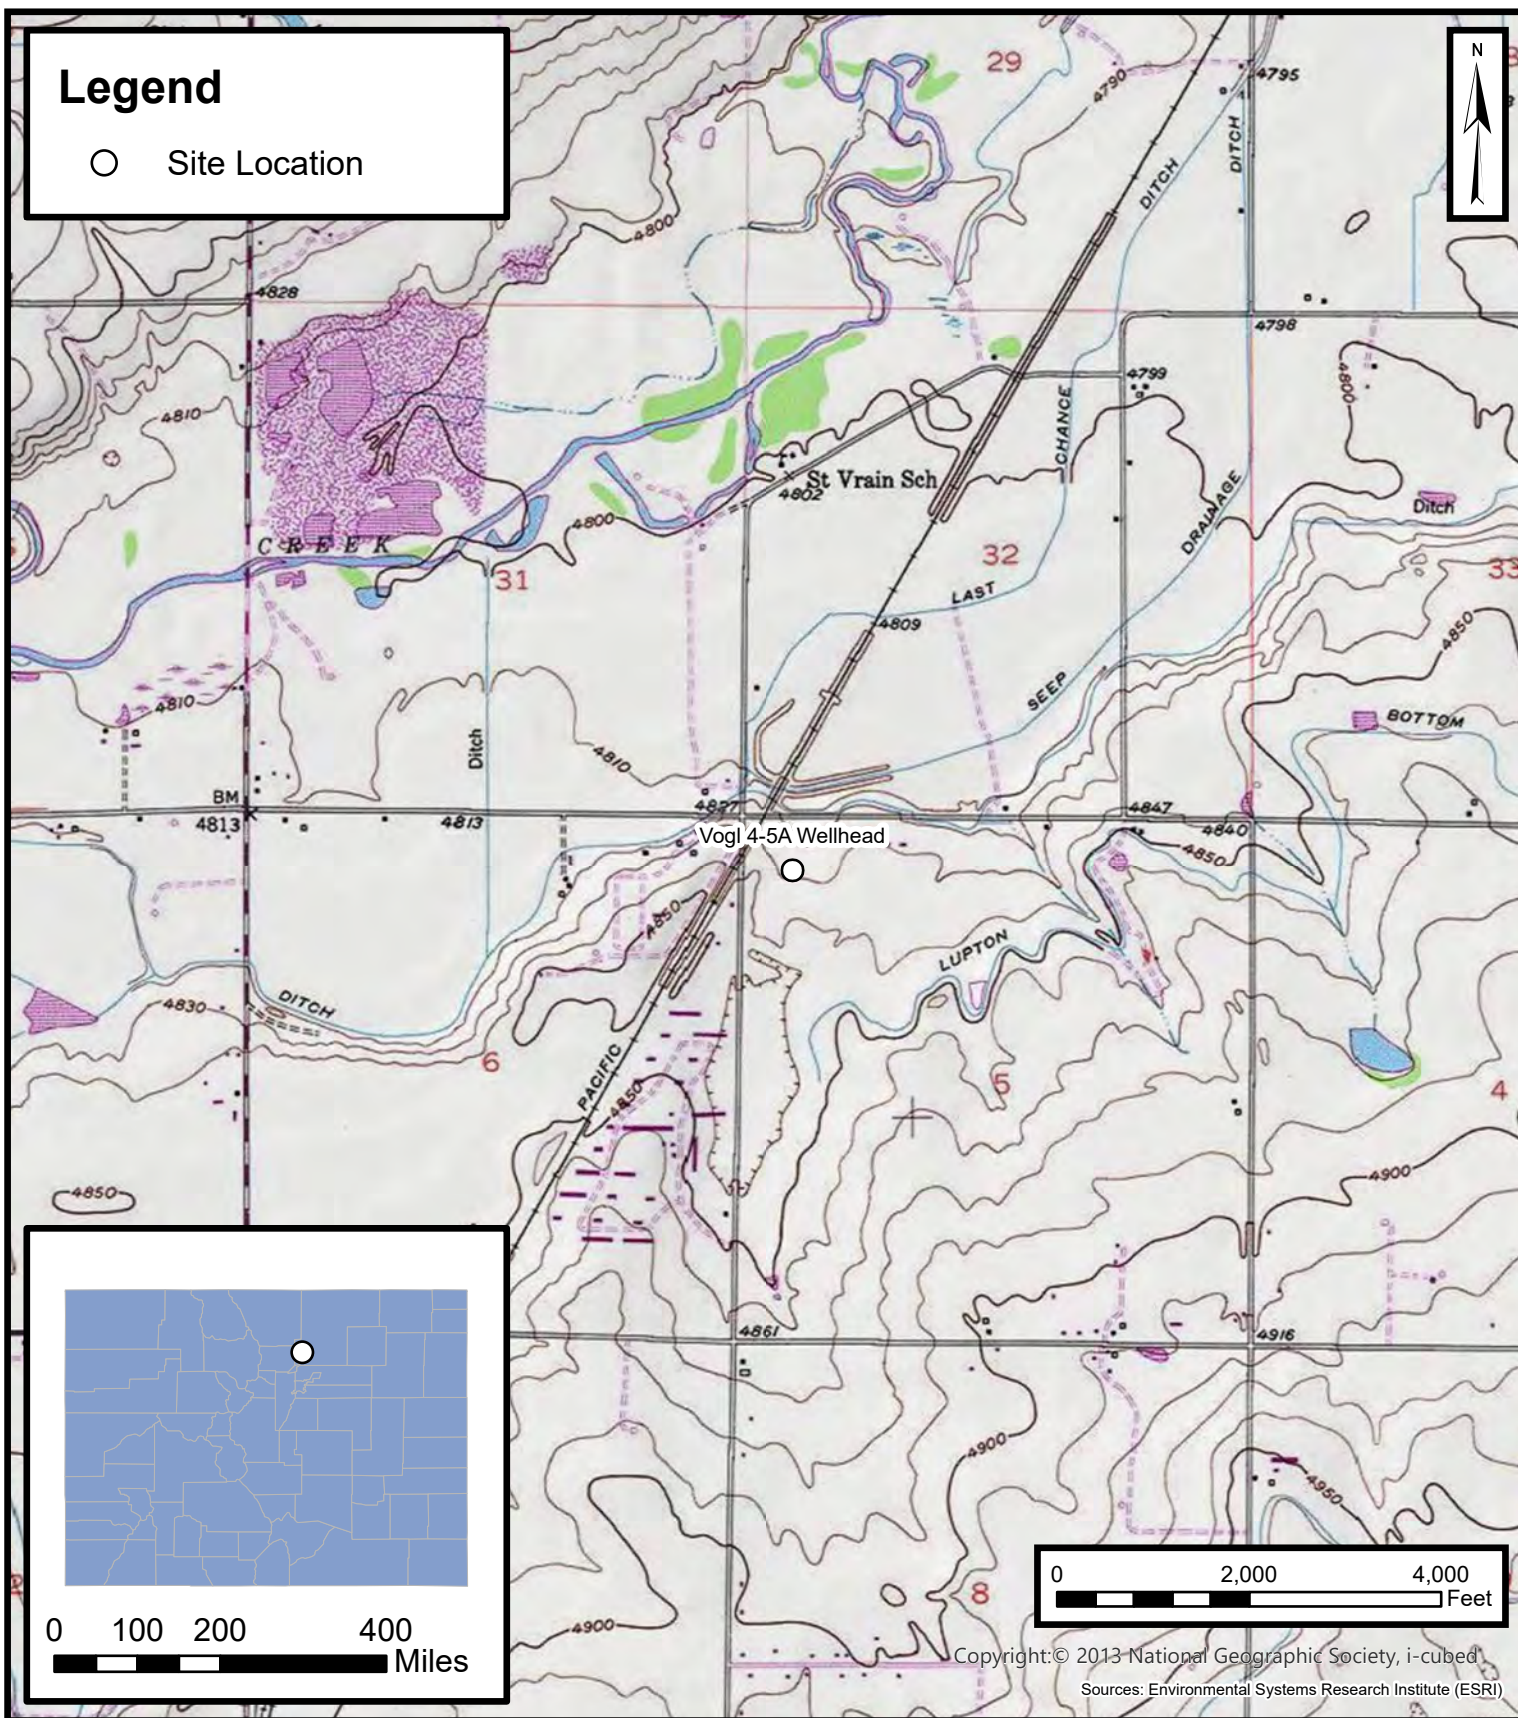 Legend
Site Location
N
29
4790
4795
DITCH
DITCH
4800
4828
4798
4799
4810
4800
CHANCE
St Vrain Sch
4802
4800
DRAINAGE
Ditch
CREEK
31
32
33
LAST
4809
4850
SEEP
4810
BOTTOM
Ditch
4810
BM
4813
4813
4827
4847
4840
Vogl 4-5A Wellhead
4850
4850
LUPTON
DITCH
4830
6
PACIFIC
4850
5
4
4850
4900
4861
4916
4900
4950
8
4900
0 100 200 400
Miles
0 2,000 4,000
Feet
Copyright:© 2013 National Geographic Society, i-cubed
Sources: Environmental Systems Research Institute (ESRI)